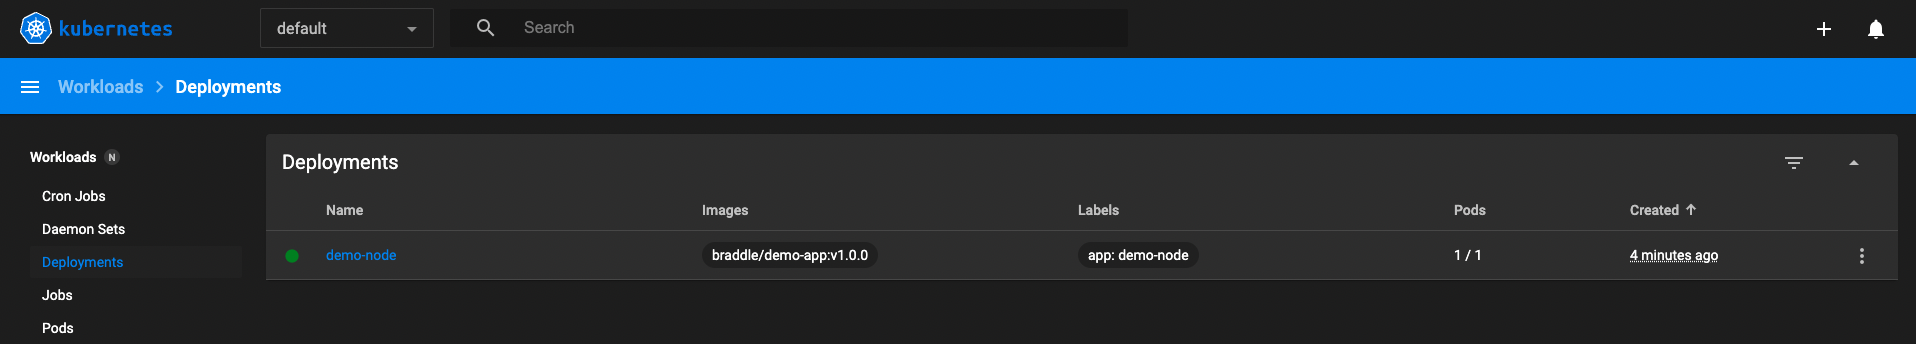 kubernetes
default
Search
Workloads > Deployments
Workloads N
Cron Jobs
Daemon Sets
Deployments
Jobs
Pods
Deployments
Name Images Labels Pods Created ↑
demo-node braddle/demo-app:v1.0.0 app: demo-node 1 / 1 4 minutes ago